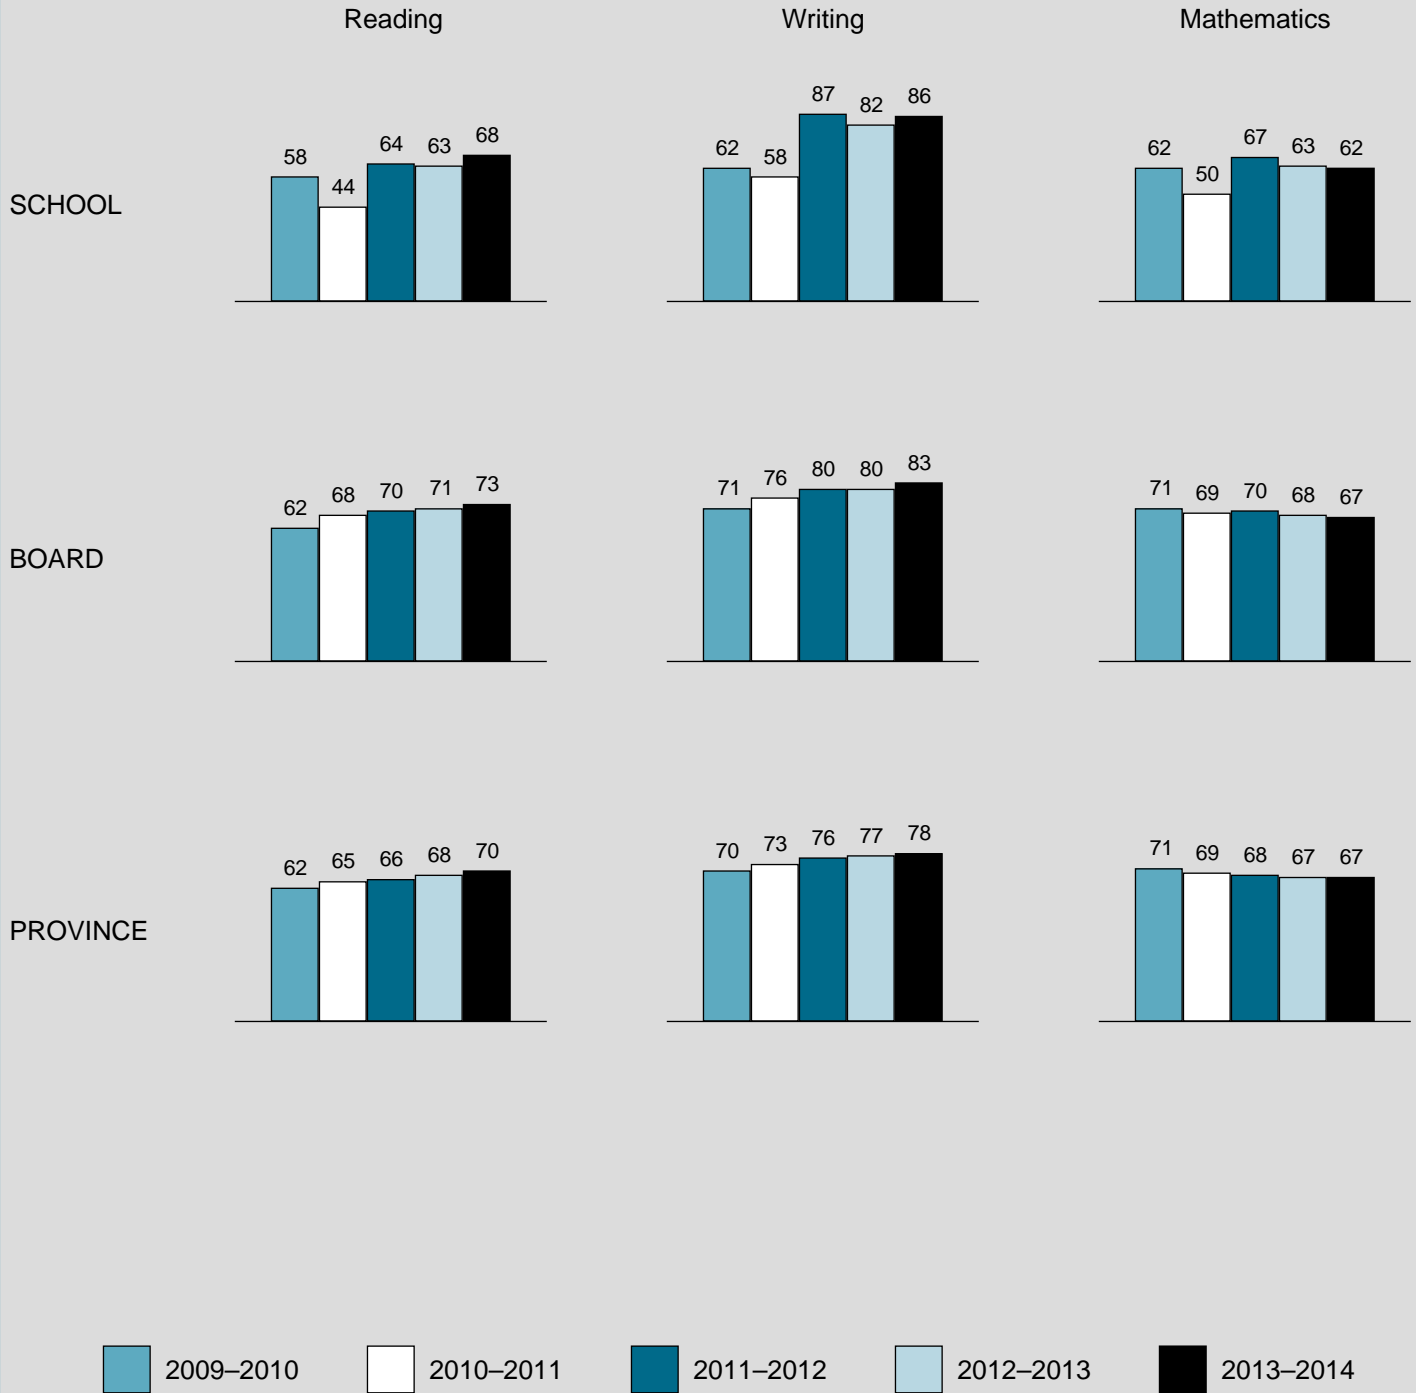 Reading Writing Mathematics
SCHOOL
58 44 64 63 68
62 58 87 82 86
62 50 67 63 62
BOARD
62 68 70 71 73
71 76 80 80 83
71 69 70 68 67
PROVINCE
62 65 66 68 70
70 73 76 77 78
71 69 68 67 67
2009–2010 2010–2011 2011–2012 2012–2013 2013–2014